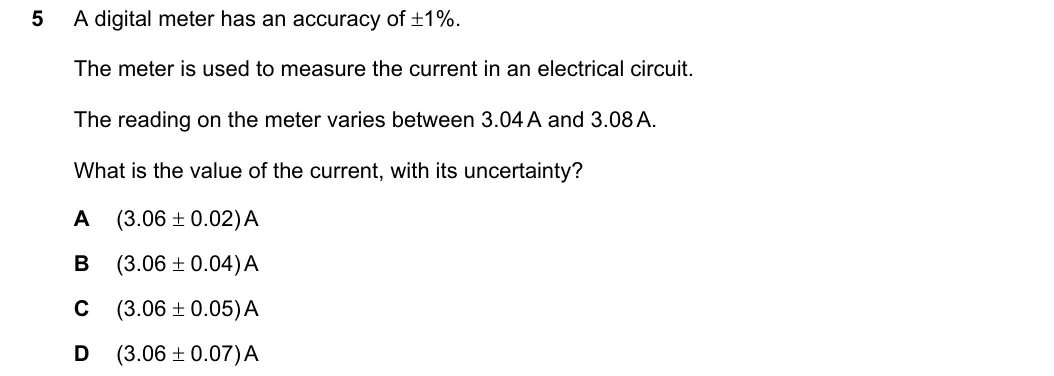 5 A digital meter has an accuracy of ±1%.
The meter is used to measure the current in an electrical circuit.
The reading on the meter varies between 3.04 A and 3.08 A.
What is the value of the current, with its uncertainty?
A (3.06 ± 0.02) A
B (3.06 ± 0.04) A
C (3.06 ± 0.05) A
D (3.06 ± 0.07) A